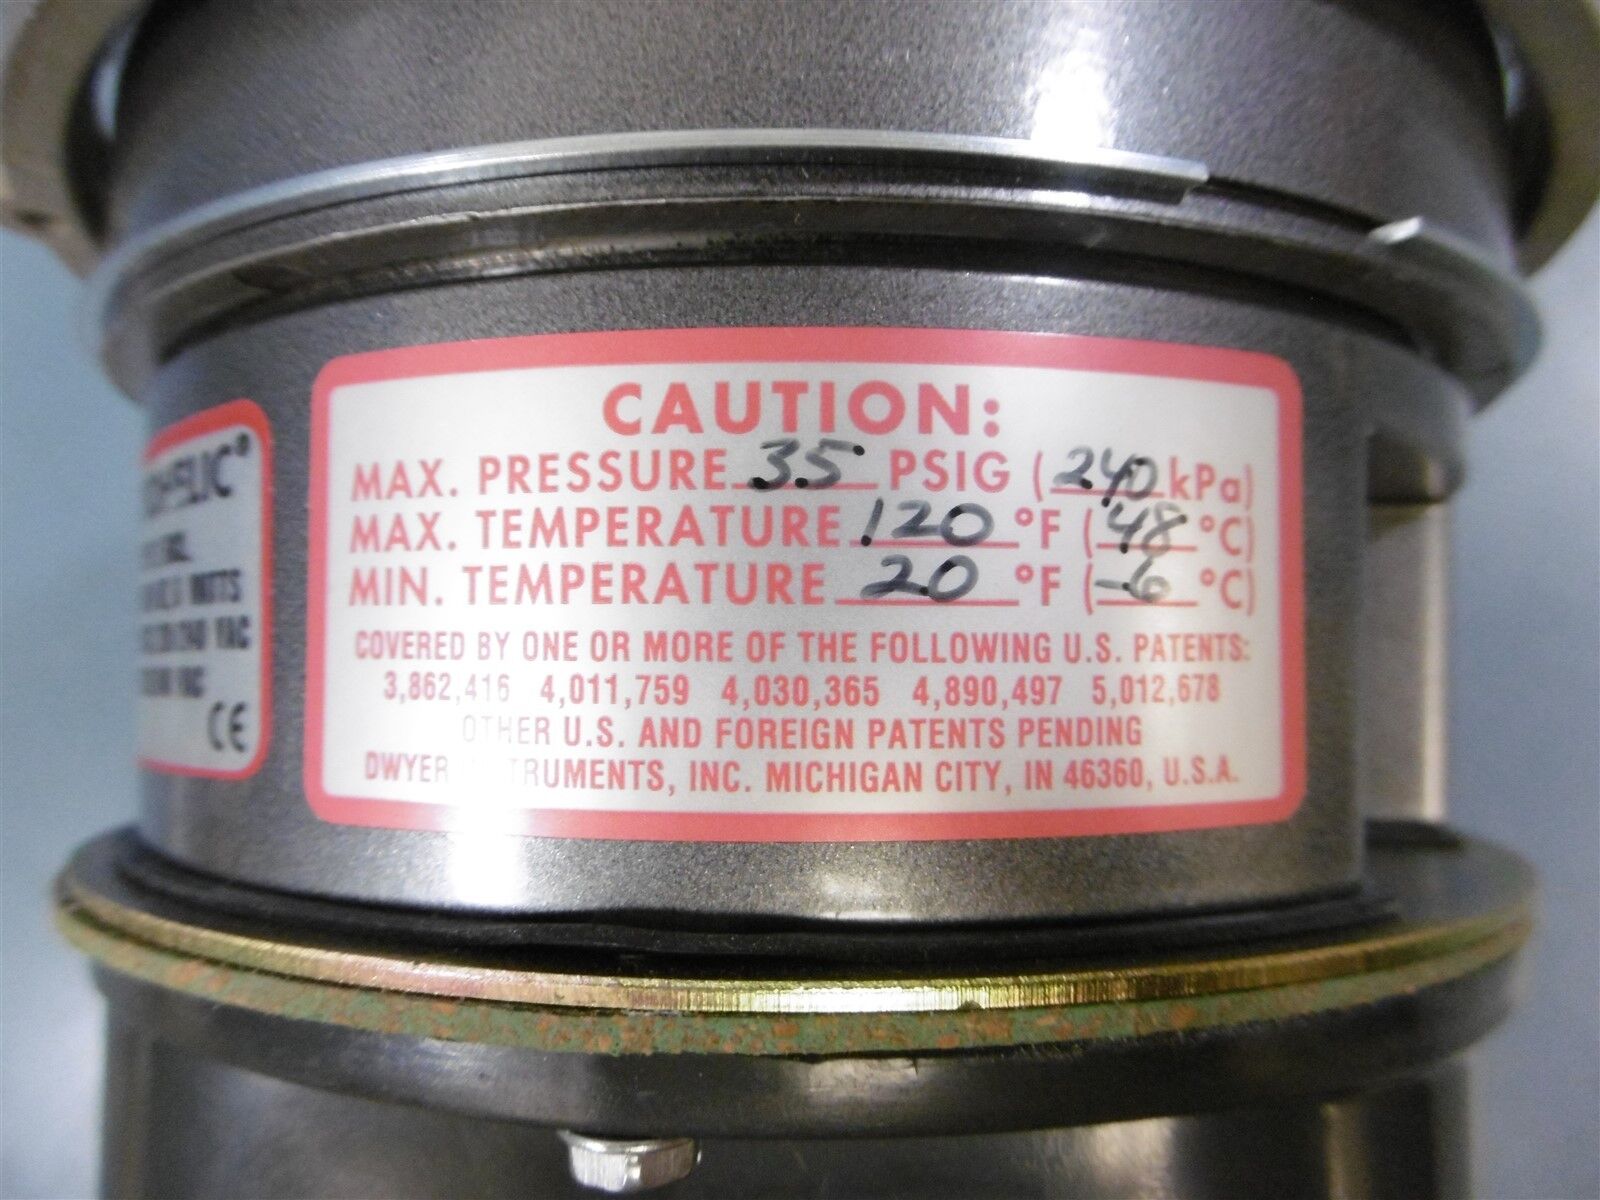 CAUTION:
MAX. PRESSURE 35 PSIG (240 kPa)
MAX. TEMPERATURE 120 °F (48 °C)
MIN. TEMPERATURE 20 °F (-6 °C)
COVERED BY ONE OR MORE OF THE FOLLOWING U.S. PATENTS:
3,862,416 4,011,759 4,030,365 4,890,497 5,012,678
OTHER U.S. AND FOREIGN PATENTS PENDING
DWYER INSTRUMENTS, INC. MICHIGAN CITY, IN 46360, U.S.A.
WATTS
VAC
CE